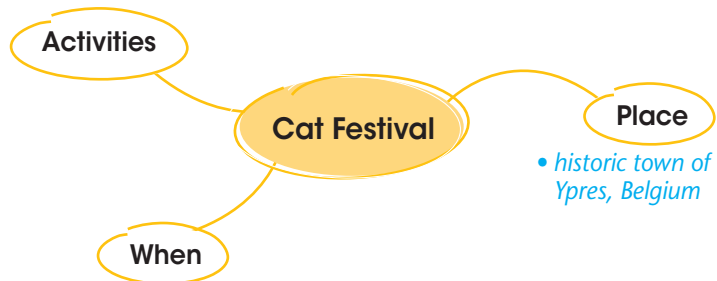 Activities
Cat Festival
Place
• historic town of
Ypres, Belgium
When